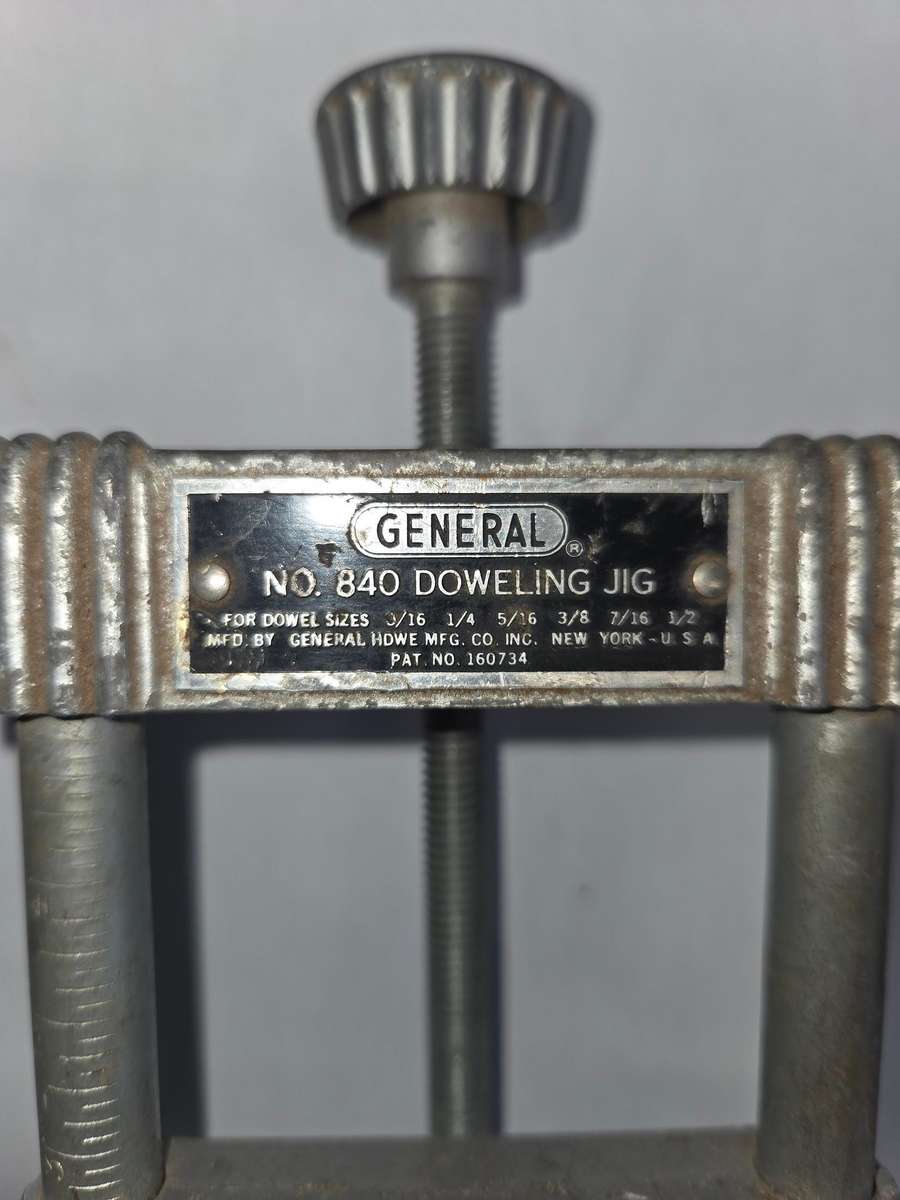 GENERAL ®
NO. 840 DOWELING JIG
FOR DOWEL SIZES 3/16 1/4 5/16 3/8 7/16 1/2
MFD. BY GENERAL HDWE MFG. CO. INC. NEW YORK - U.S.A.
PAT. NO. 160734